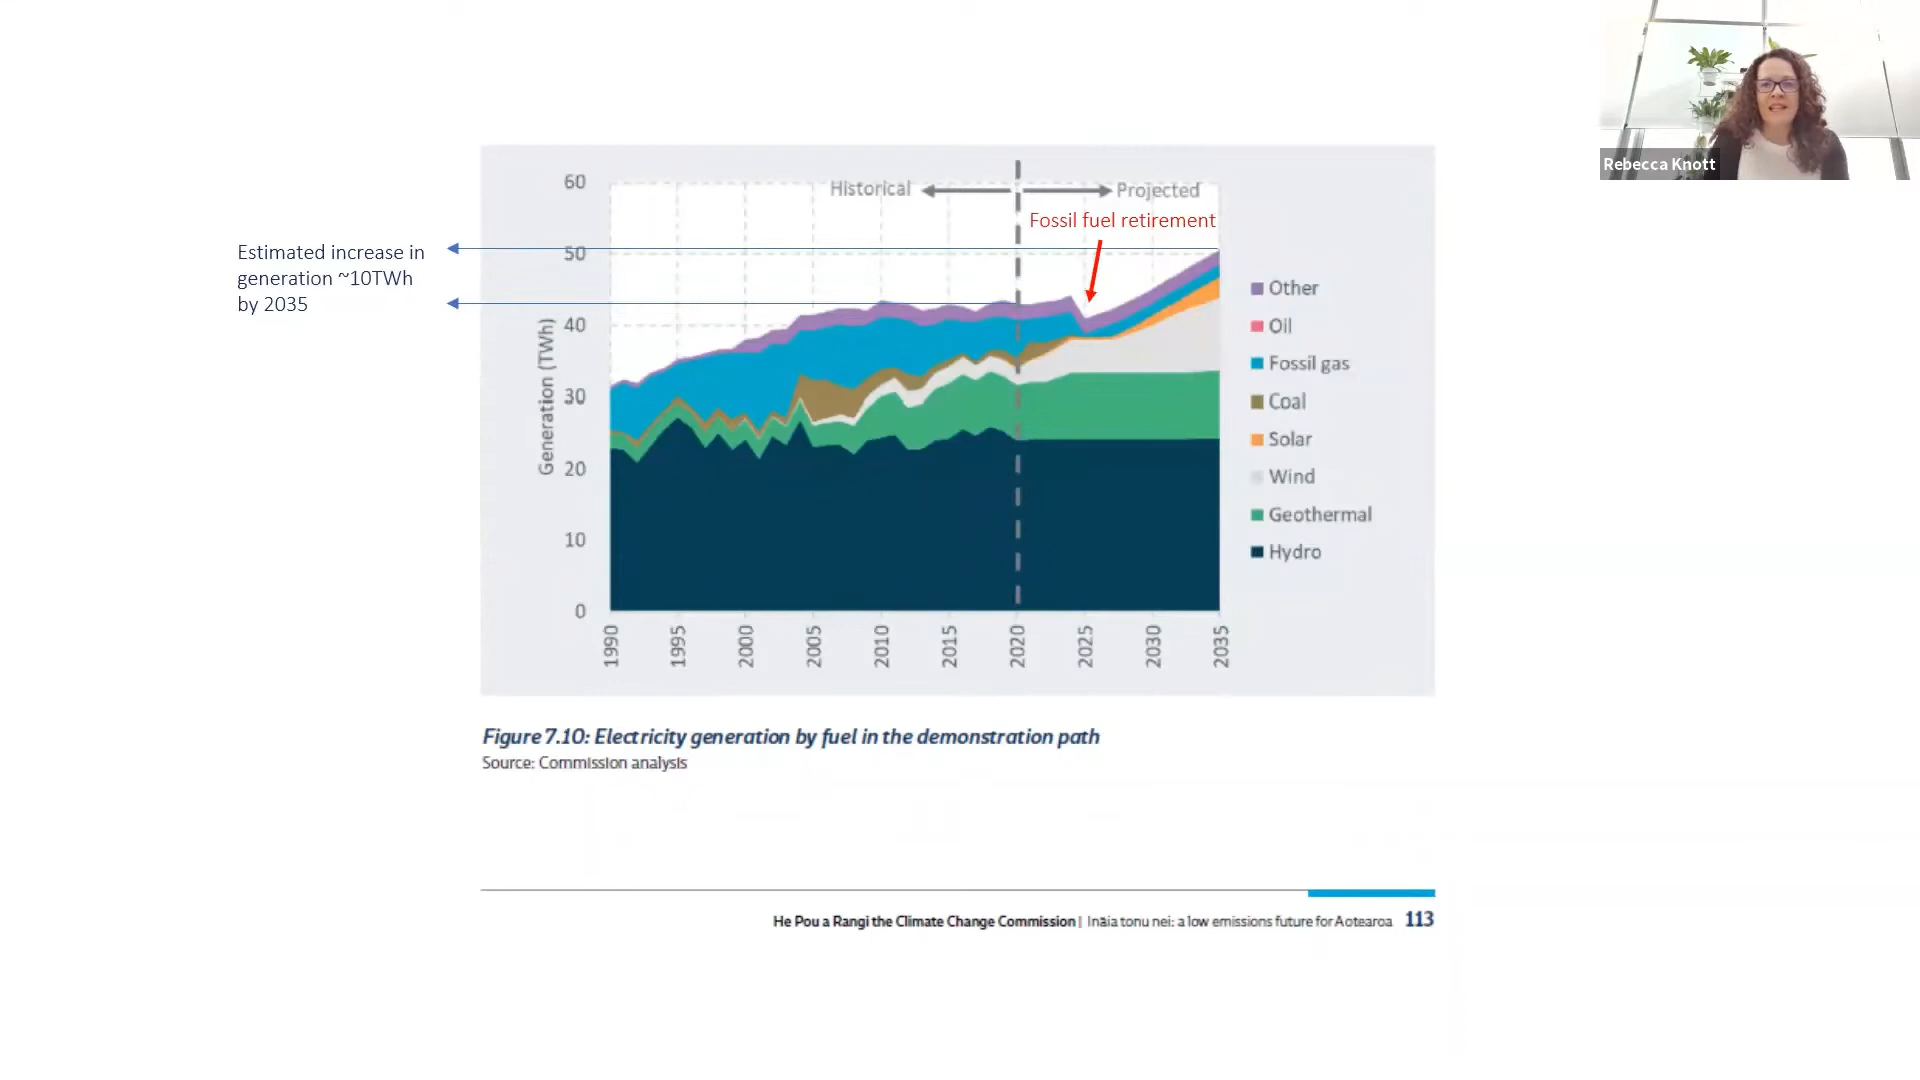 Rebecca Knott
Estimated increase in
generation ~10TWh
by 2035
Historical
Projected
Fossil fuel retirement
Generation (TWh)
60
50
40
30
20
10
0
1990
1995
2000
2005
2010
2015
2020
2025
2030
2035
Other
Oil
Fossil gas
Coal
Solar
Wind
Geothermal
Hydro
Figure 7.10: Electricity generation by fuel in the demonstration path
Source: Commission analysis
He Pou a Rangi the Climate Change Commission | Ināia tonu nei: a low emissions future for Aotearoa 113